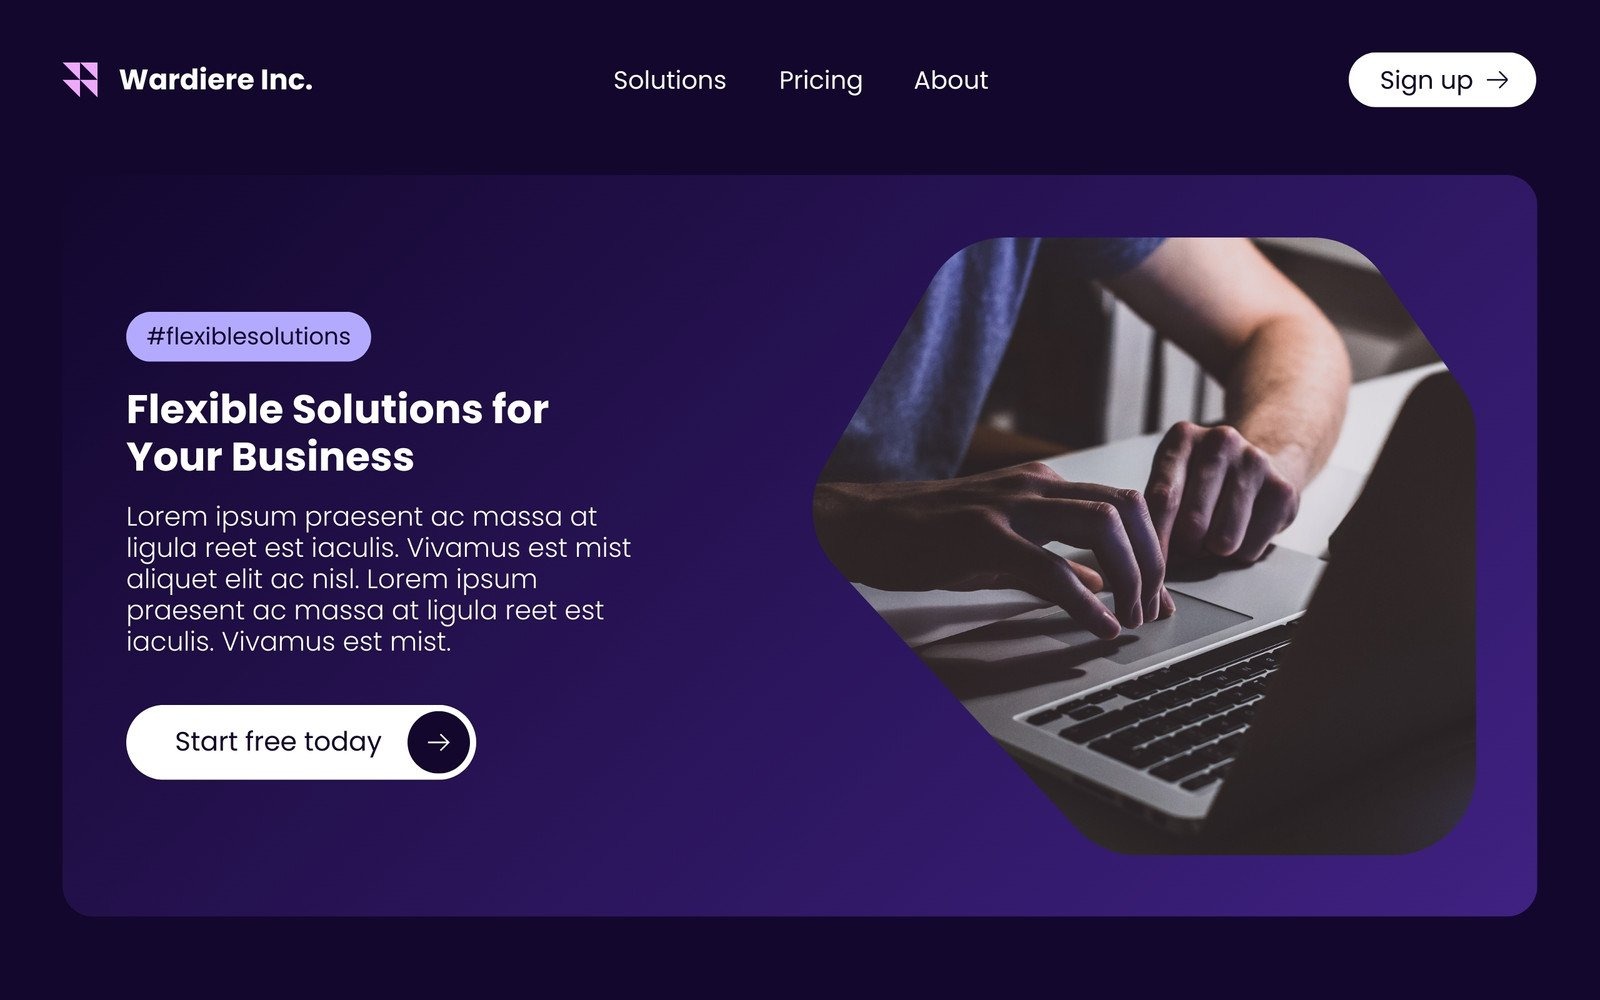 Wardiere Inc.
Solutions
Pricing
About
Sign up
#flexiblesolutions
Flexible Solutions for
Your Business
Lorem ipsum praesent ac massa at
ligula reet est iaculis. Vivamus est mist
aliquet elit ac nisl. Lorem ipsum
praesent ac massa at ligula reet est
iaculis. Vivamus est mist.
Start free today